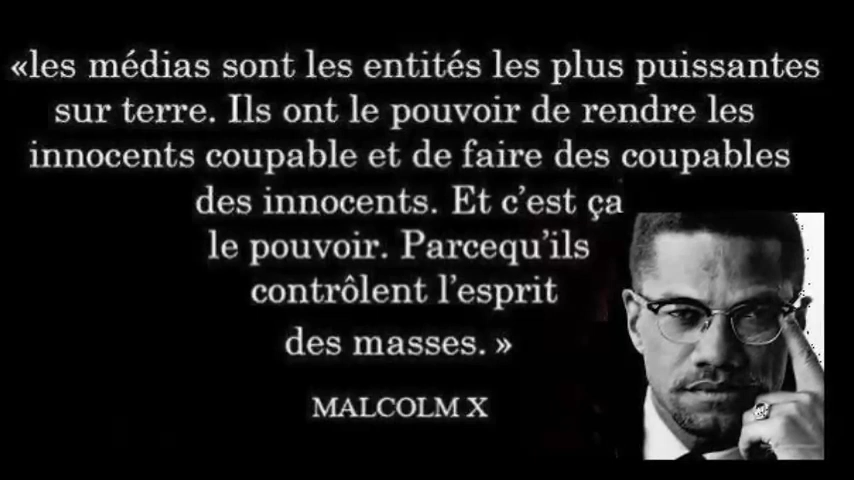 «les médias sont les entités les plus puissantes
sur terre. Ils ont le pouvoir de rendre les
innocents coupable et de faire des coupables
des innocents. Et c’est ça
le pouvoir. Parcequ’ils
contrôlent l’esprit
des masses. »
MALCOLM X